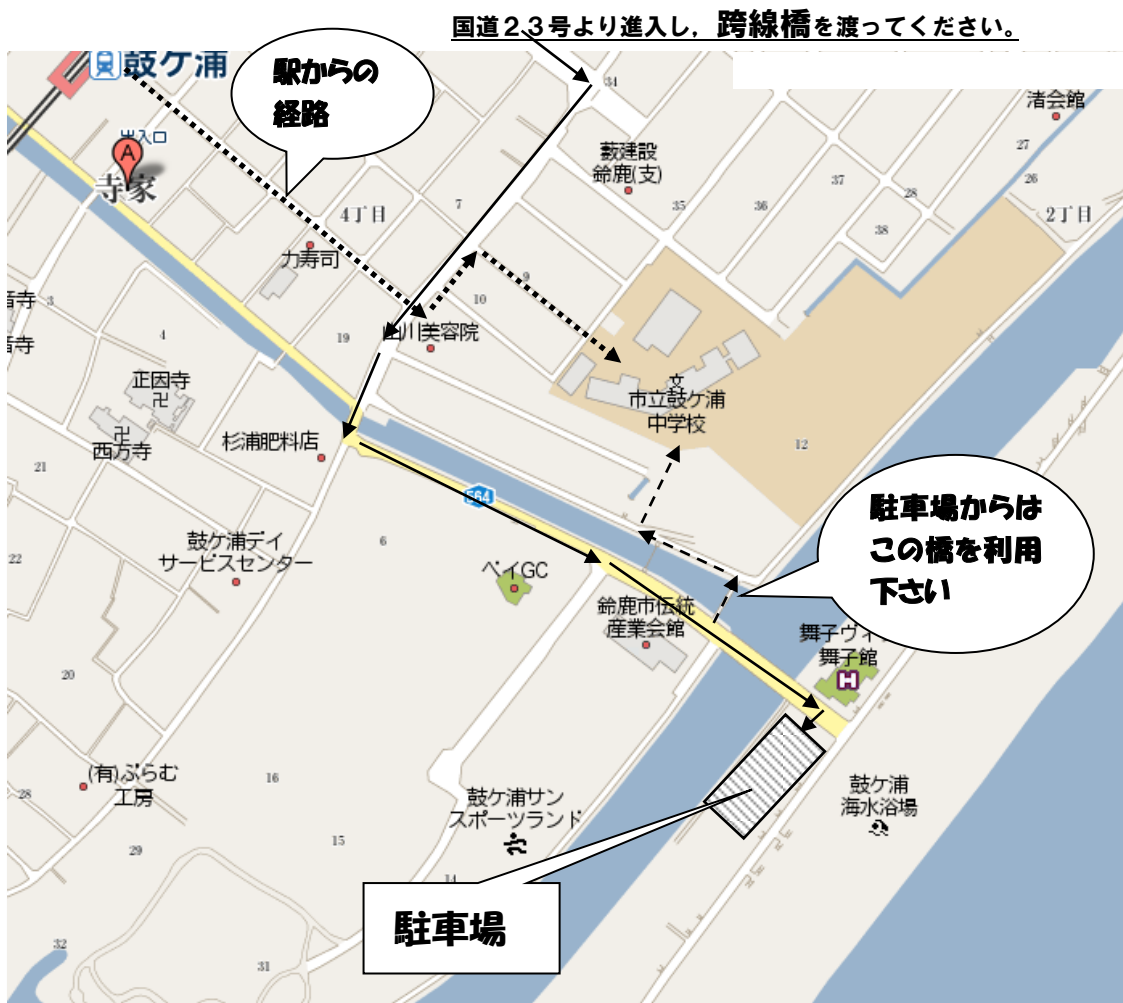 国道２３号より進入し，跨線橋を渡ってください。
鼓ケ浦
駅からの
経路
34
渚会館
出入口
A
寺家
藪建設
鈴鹿(支)
27
37
28
26
4丁目
7
35
36
2丁目
38
力寿司
9
3
10
音寺
4
19
山川美容院
音寺
正因寺
文
市立鼓ケ浦
中学校
西方寺
杉浦肥料店
12
21
564
駐車場からは
この橋を利用
下さい
22
鼓ケ浦デイ
サービスセンター
6
ベイGC
鈴鹿市伝統
産業会館
舞子ヴィ
舞子館
H
20
(有)ぷらむ
工房
16
28
鼓ケ浦サン
スポーツランド
鼓ケ浦
海水浴場
15
29
14
駐車場
32
31